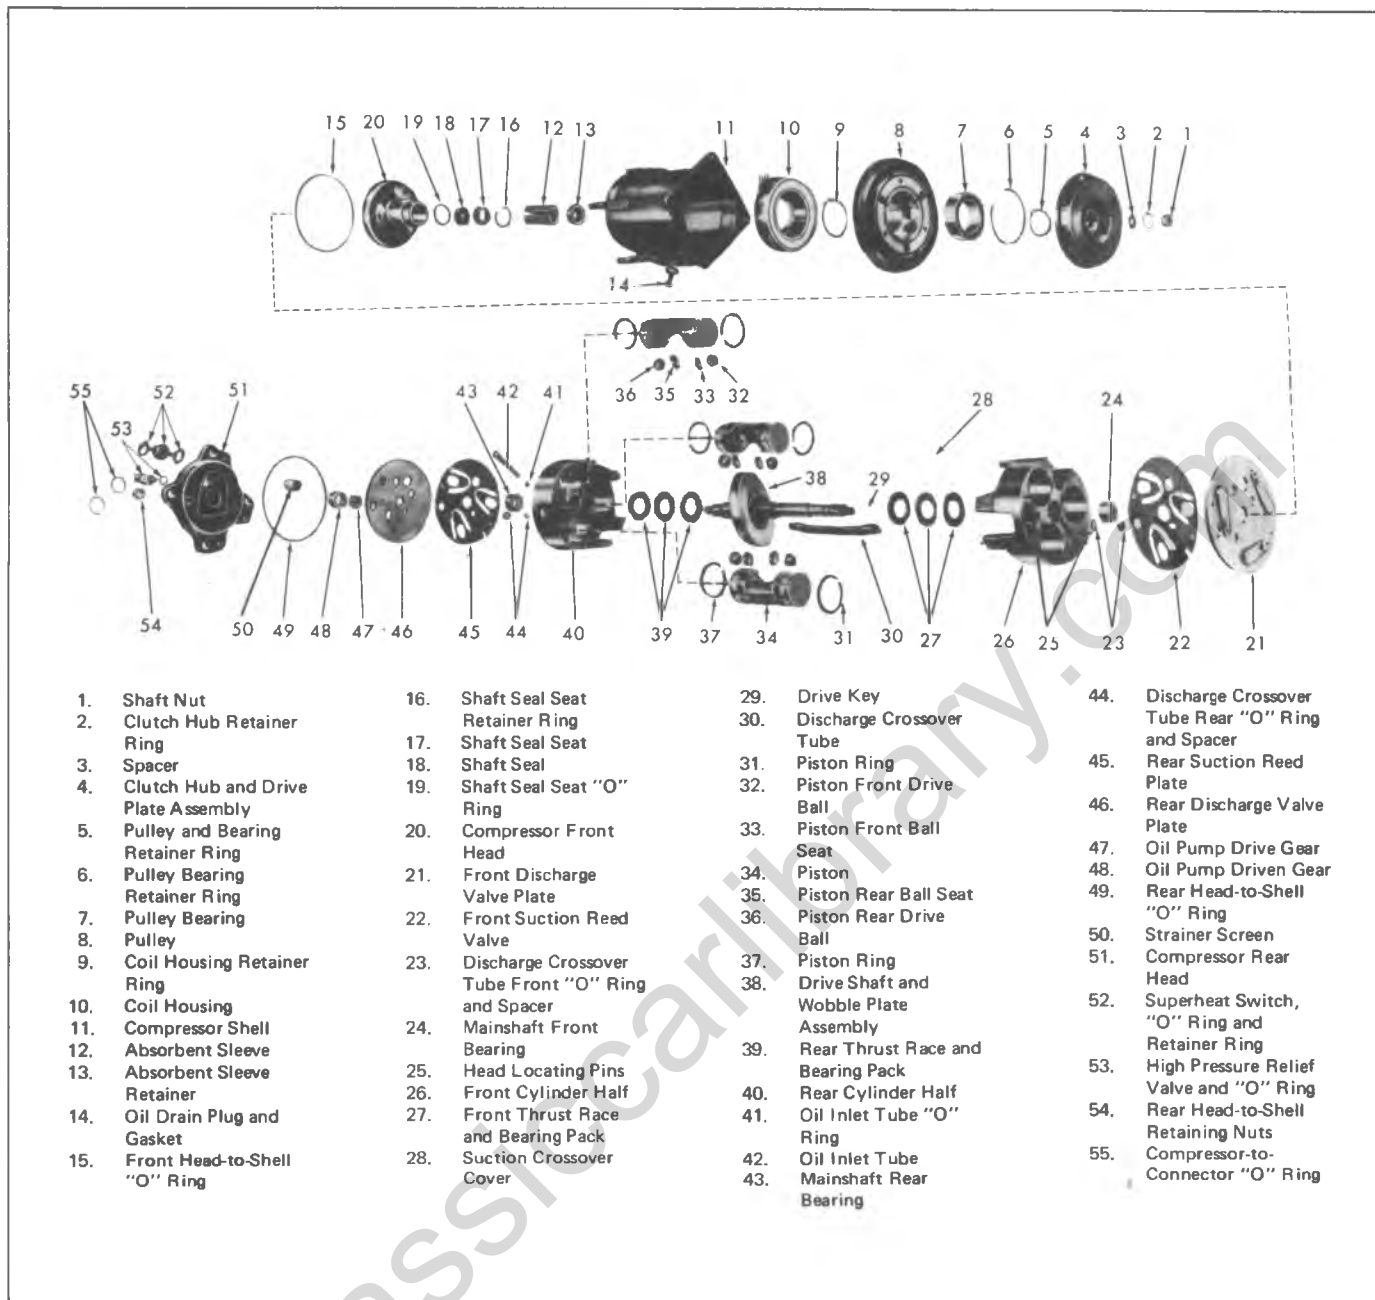 15 20 19 18 17 16 12 13 11 10 9 8 7 6 5 4 3 2 1
14
36 35 33 32
55 52 51 53 43 42 41 28 24
38 29
54 50 49 48 47 46 45 44 40 39 37 34 31 30 27 26 25 23 22 21
1. Shaft Nut
2. Clutch Hub Retainer
Ring
3. Spacer
4. Clutch Hub and Drive
Plate Assembly
5. Pulley and Bearing
Retainer Ring
6. Pulley Bearing
Retainer Ring
7. Pulley Bearing
8. Pulley
9. Coil Housing Retainer
Ring
10. Coil Housing
11. Compressor Shell
12. Absorbent Sleeve
13. Absorbent Sleeve
Retainer
14. Oil Drain Plug and
Gasket
15. Front Head-to-Shell
"O" Ring
16. Shaft Seal Seat
Retainer Ring
17. Shaft Seal Seat
18. Shaft Seal
19. Shaft Seal Seat "O"
Ring
20. Compressor Front
Head
21. Front Discharge
Valve Plate
22. Front Suction Reed
Valve
23. Discharge Crossover
Tube Front "O" Ring
and Spacer
24. Mainshaft Front
Bearing
25. Head Locating Pins
26. Front Cylinder Half
27. Front Thrust Race
and Bearing Pack
28. Suction Crossover
Cover
29. Drive Key
30. Discharge Crossover
Tube
31. Piston Ring
32. Piston Front Drive
Ball
33. Piston Front Ball
Seat
34. Piston
35. Piston Rear Ball Seat
36. Piston Rear Drive
Ball
37. Piston Ring
38. Drive Shaft and
Wobble Plate
Assembly
39. Rear Thrust Race and
Bearing Pack
40. Rear Cylinder Half
41. Oil Inlet Tube "O"
Ring
42. Oil Inlet Tube
43. Mainshaft Rear
Bearing
44. Discharge Crossover
Tube Rear "O" Ring
and Spacer
45. Rear Suction Reed
Plate
46. Rear Discharge Valve
Plate
47. Oil Pump Drive Gear
48. Oil Pump Driven Gear
49. Rear Head-to-Shell
"O" Ring
50. Strainer Screen
51. Compressor Rear
Head
52. Superheat Switch,
"O" Ring and
Retainer Ring
53. High Pressure Relief
Valve and "O" Ring
54. Rear Head-to-Shell
Retaining Nuts
55. Compressor-to-
Connector "O" Ring
assiccarlibrary.com